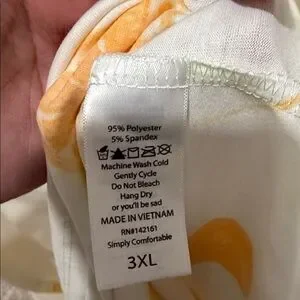 95% Polyester
5% Spandex
Machine Wash Cold
Gently Cycle
Do Not Bleach
Hang Dry
or you'll be sad
MADE IN VIETNAM
RN#142161
Simply Comfortable
3XL